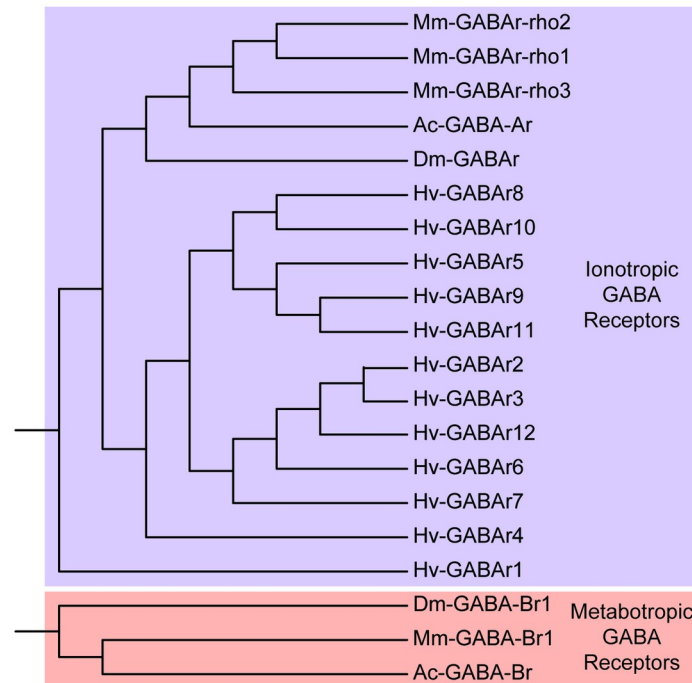 Mm-GABAr-rho2
Mm-GABAr-rho1
Mm-GABAr-rho3
Ac-GABA-Ar
Dm-GABAr
Hv-GABAr8
Hv-GABAr10
Hv-GABAr5
Hv-GABAr9
Hv-GABAr11
Hv-GABAr2
Hv-GABAr3
Hv-GABAr12
Hv-GABAr6
Hv-GABAr7
Hv-GABAr4
Hv-GABAr1
Ionotropic
GABA
Receptors
Dm-GABA-Br1
Mm-GABA-Br1
Ac-GABA-Br
Metabotropic
GABA
Receptors